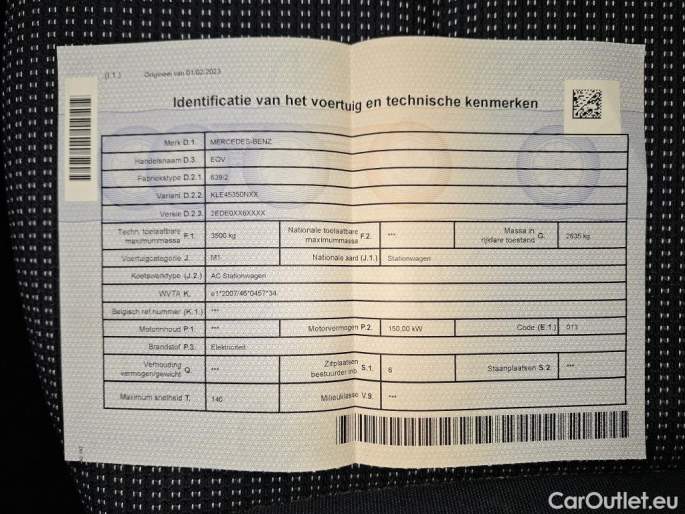 (I.1.) Origineel van 01/02/2023
Identificatie van het voertuig en technische kenmerken
Merk D.1. MERCEDES-BENZ
Handelsnaam D.3. EQV
Fabriekstype D.2.1. 639/2
Variant D.2.2. KLE45350NXX
Versie D.2.3. 2EDE0XX6XXXX
Techn. toelaatbare maximummassa F.1. 3500 kg Nationale toelaatbare maximummassa F.2. *** Massa in rijklare toestand G. 2635 kg
Voertuigcategorie J. M1 Nationale aard (J.1.) Stationwagen
Koetswerktype (J.2.) AC Stationwagen
WVTA K. e1*2007/46*0457*34
Belgisch ref.nummer (K.1.) ***
Motorinhoud P.1. *** Motorvermogen P.2. 150,00 kW Code (E.1.) 013
Brandstof P.3. Elektriciteit
Verhouding vermogen/gewicht Q. *** Zitplaatsen bestuurder inb. S.1. 6 Staanplaatsen S.2. ***
Maximum snelheid T. 140 Milieuklasse V.9. ***
CarOutlet.eu